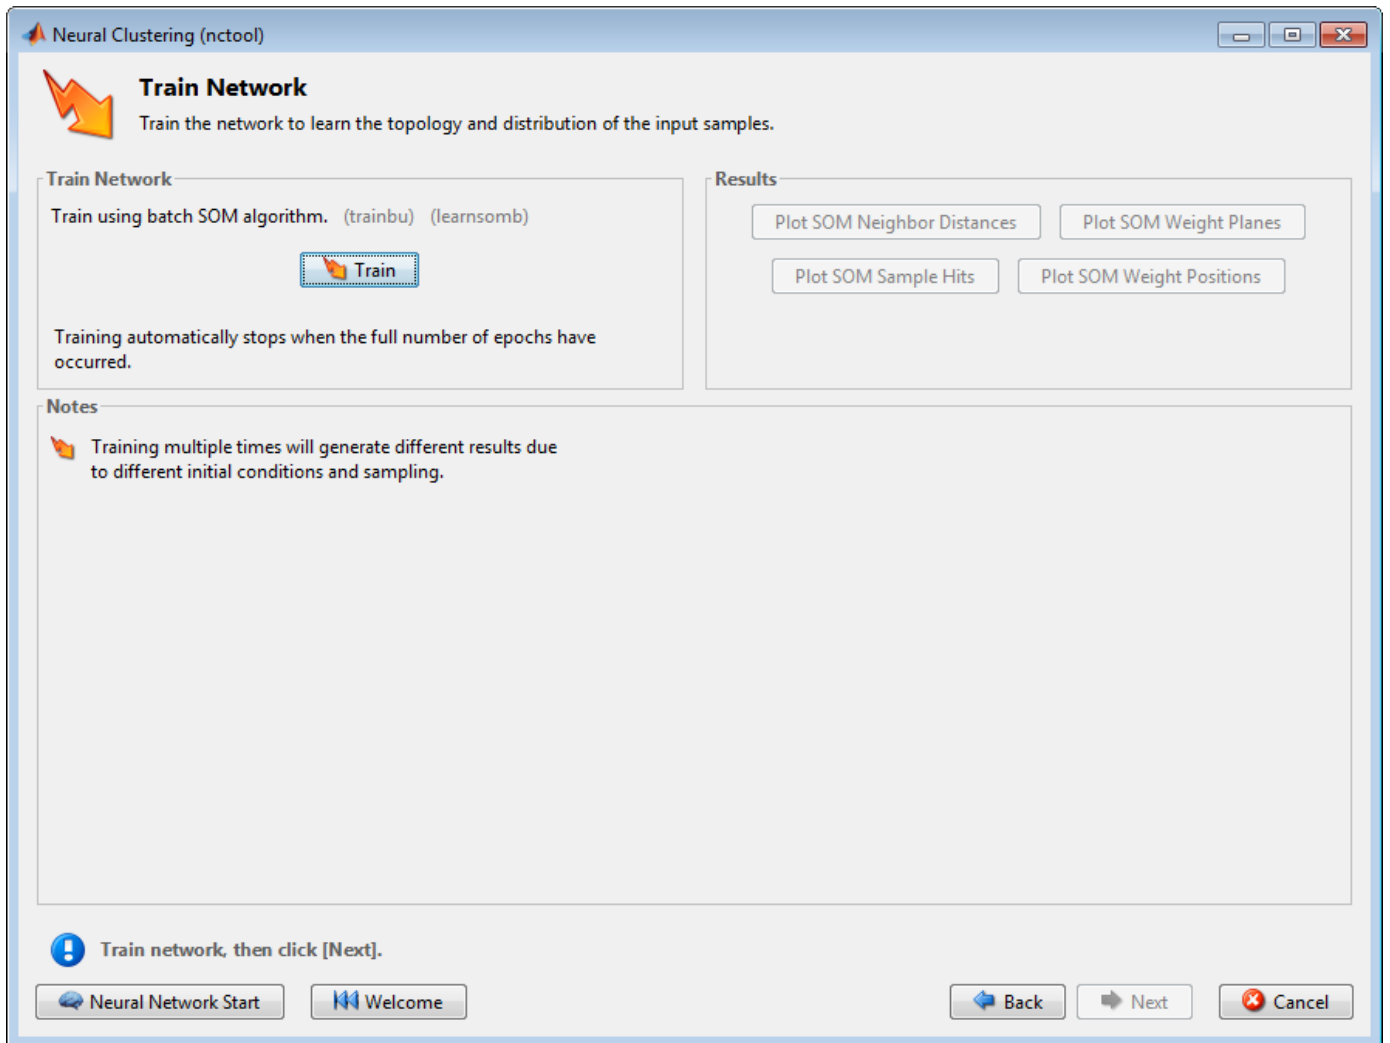 Neural Clustering (nctool)
Train Network
Train the network to learn the topology and distribution of the input samples.
Train Network
Train using batch SOM algorithm. (trainbu) (learnsomb)
Train
Training automatically stops when the full number of epochs have
occurred.
Results
Plot SOM Neighbor Distances Plot SOM Weight Planes
Plot SOM Sample Hits Plot SOM Weight Positions
Notes
Training multiple times will generate different results due
to different initial conditions and sampling.
Train network, then click [Next].
Neural Network Start Welcome Back Next Cancel